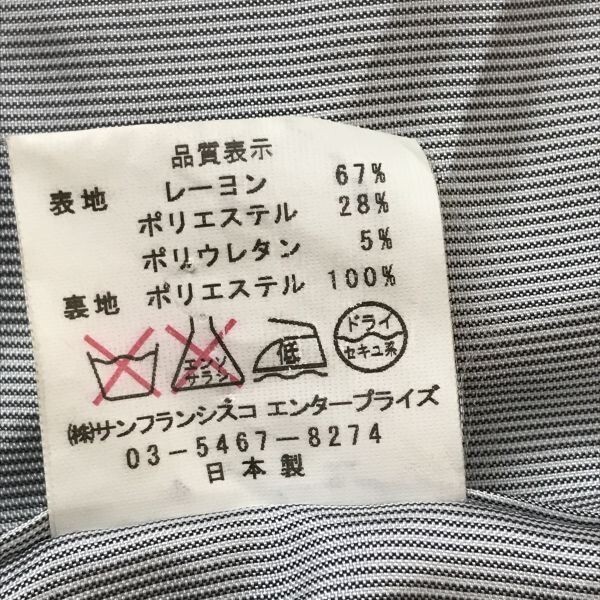 品質表示
表地 レーヨン 67%
ポリエステル 28%
ポリウレタン 5%
裏地 ポリエステル 100%
エンソ
サラシ
低
ドライ
セキユ系
㈱サンフランシスコ エンタープライズ
03-5467-8274
日本製